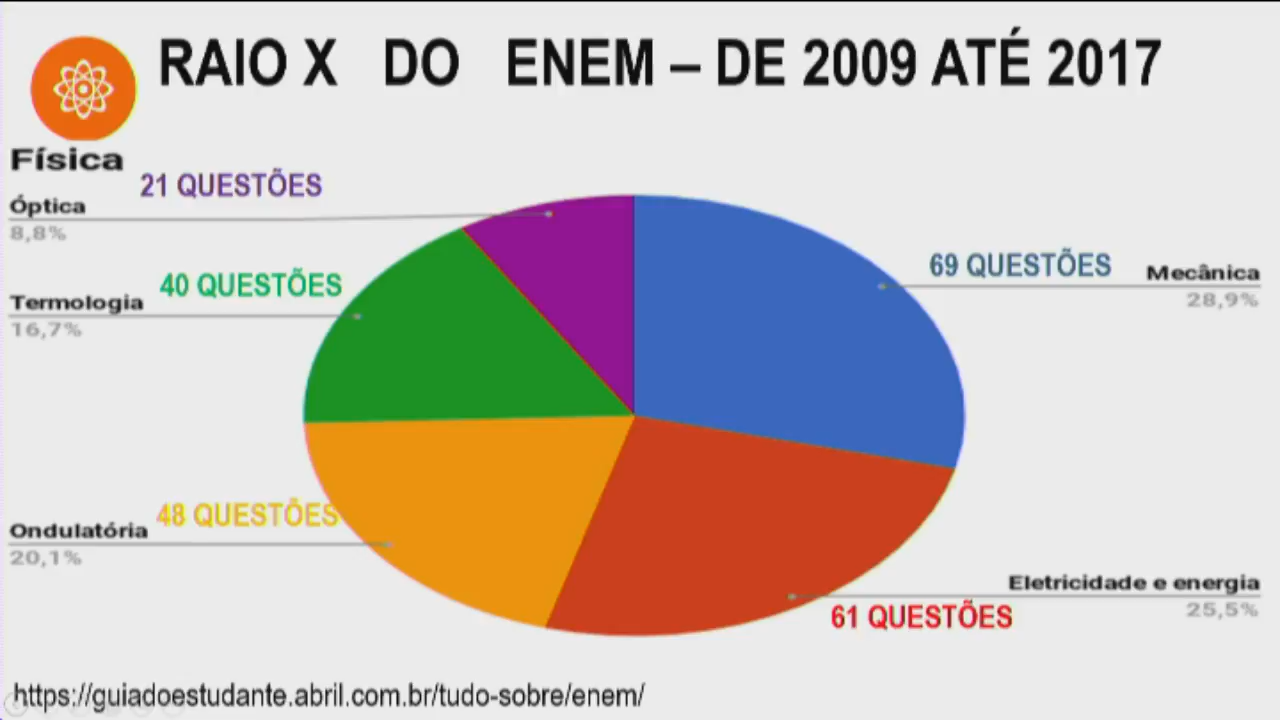 RAIO X DO ENEM – DE 2009 ATÉ 2017
Física
21 QUESTÕES
Óptica
8,8%
40 QUESTÕES
Termologia
16,7%
69 QUESTÕES
Mecânica
28,9%
48 QUESTÕES
Ondulatória
20,1%
Eletricidade e energia
25,5%
61 QUESTÕES
https://guiadoestudante.abril.com.br/tudo-sobre/enem/